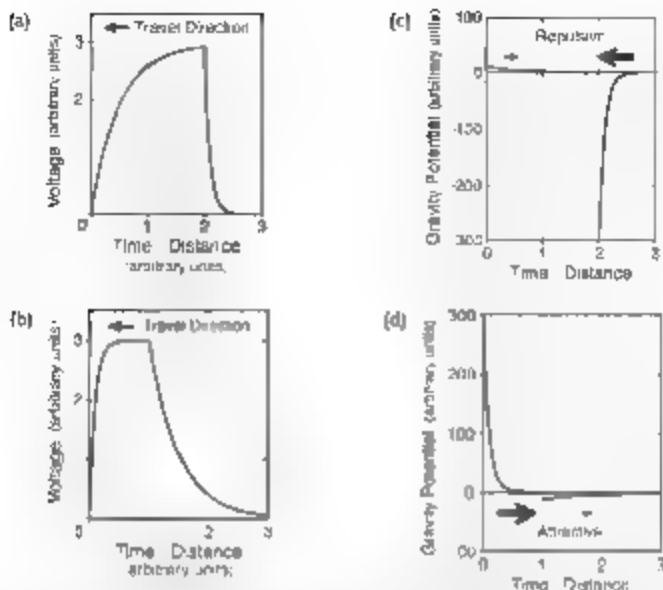 (a)
Travel Direction
Voltage (arbitrary units)
3
2
0 1 2 3
Time Distance
(arbitrary units)
(b)
Travel Direction
Voltage (arbitrary units)
3
2
0 2 3
Time Distance
(arbitrary units)
(c)
Repulsive
Gravity Potential (arbitrary units)
100
0
-100
-200
-300
0 1 2 3
Time Distance
(d)
Gravity Potential (arbitrary units)
300
200
100
0
Attractive
0 1 2 3
Time Distance